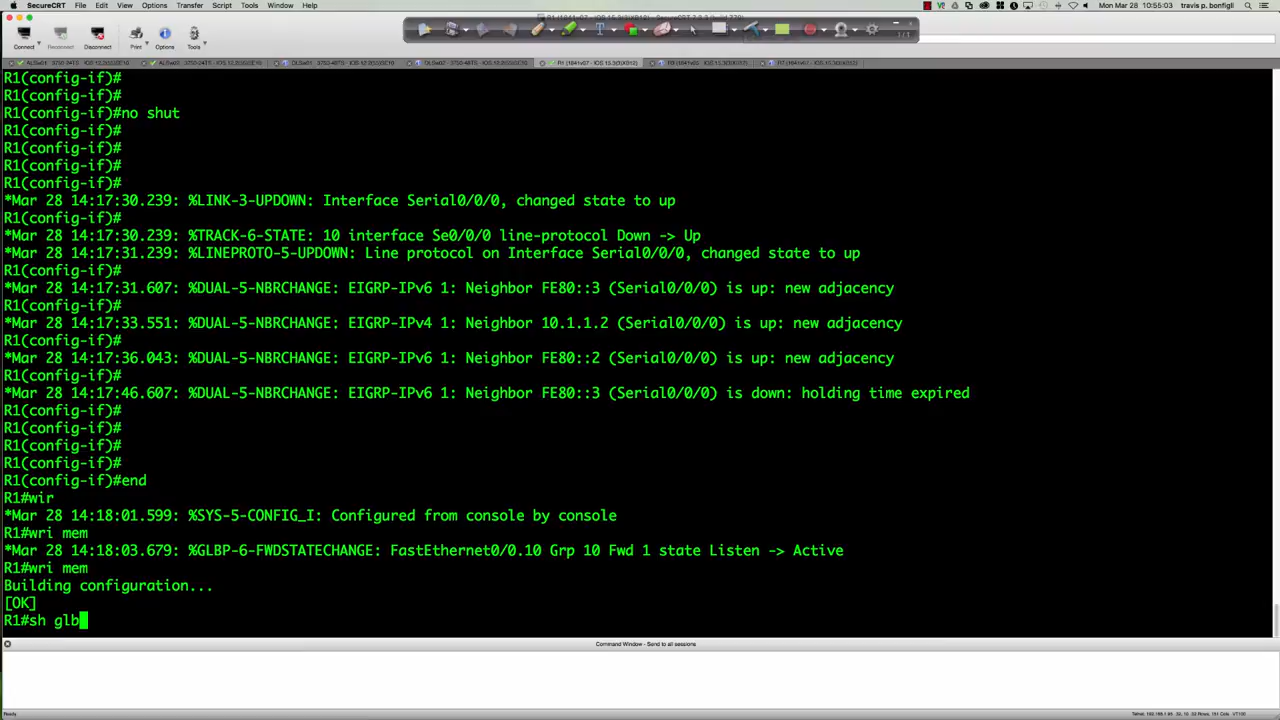 SecureCRT File Edit View Options Transfer Script Tools Window Help Mon Mar 28 10:55:03 travis p. bonfigli
Connect Reconnect Disconnect Print Options Tools
R1(config-if)#
R1(config-if)#
R1(config-if)#no shut
R1(config-if)#
R1(config-if)#
R1(config-if)#
R1(config-if)#
*Mar 28 14:17:30.239: %LINK-3-UPDOWN: Interface Serial0/0/0, changed state to up
R1(config-if)#
*Mar 28 14:17:30.239: %TRACK-6-STATE: 10 interface Se0/0/0 line-protocol Down -> Up
*Mar 28 14:17:31.239: %LINEPROTO-5-UPDOWN: Line protocol on Interface Serial0/0/0, changed state to up
R1(config-if)#
*Mar 28 14:17:31.607: %DUAL-5-NBRCHANGE: EIGRP-IPv6 1: Neighbor FE80::3 (Serial0/0/0) is up: new adjacency
R1(config-if)#
*Mar 28 14:17:33.551: %DUAL-5-NBRCHANGE: EIGRP-IPv4 1: Neighbor 10.1.1.2 (Serial0/0/0) is up: new adjacency
R1(config-if)#
*Mar 28 14:17:36.043: %DUAL-5-NBRCHANGE: EIGRP-IPv6 1: Neighbor FE80::2 (Serial0/0/0) is up: new adjacency
R1(config-if)#
*Mar 28 14:17:46.607: %DUAL-5-NBRCHANGE: EIGRP-IPv6 1: Neighbor FE80::3 (Serial0/0/0) is down: holding time expired
R1(config-if)#
R1(config-if)#
R1(config-if)#
R1(config-if)#
R1(config-if)#end
R1#wir
*Mar 28 14:18:01.599: %SYS-5-CONFIG_I: Configured from console by console
R1#wri mem
*Mar 28 14:18:03.679: %GLBP-6-FWDSTATECHANGE: FastEthernet0/0.10 Grp 10 Fwd 1 state Listen -> Active
R1#wri mem
Building configuration...
[OK]
R1#sh glb
Command Window - Send to all sessions
Ready